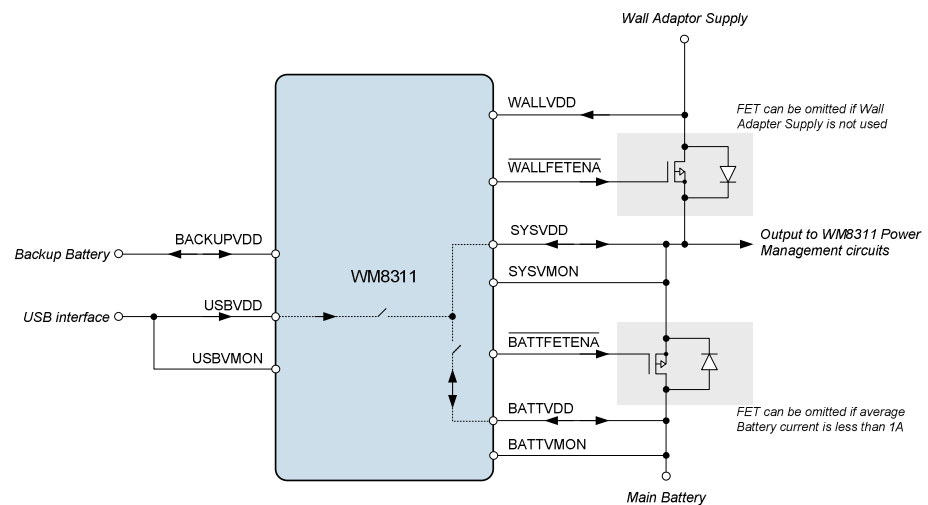 Wall Adaptor Supply
WALLVDD
FET can be omitted if Wall
Adapter Supply is not used
WALLFETENA
BACKUPVDD
Backup Battery
SYSVDD
Output to WM8311 Power
Management circuits
WM8311
SYSVMON
USBVDD
USB interface
BATTFETENA
USBVMON
BATTVDD
FET can be omitted if average
Battery current is less than 1A
BATTVMON
Main Battery